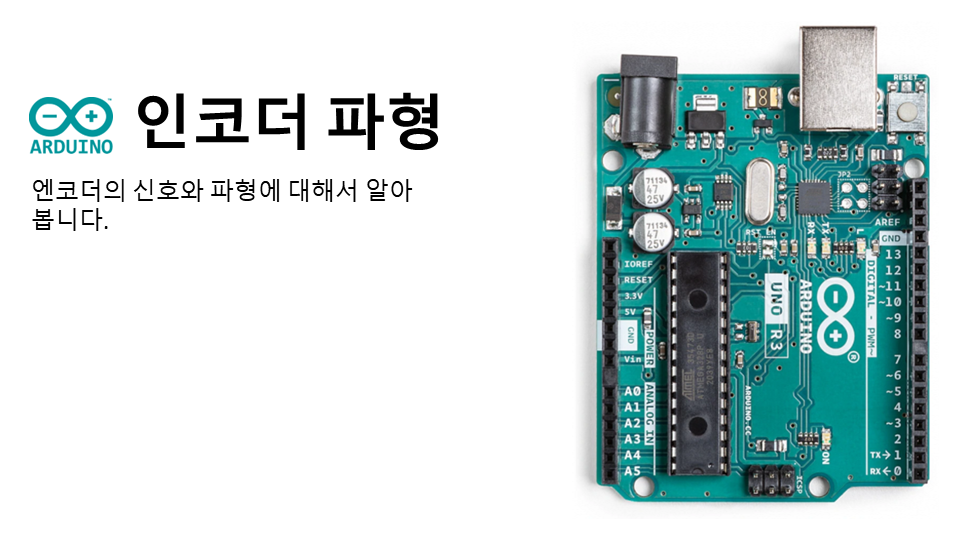 인코더 파형
ARDUINO
엔코더의 신호와 파형에 대해서 알아
봅니다.
RESET
71134
47
25V
71134
47
25V
JP2
AREF
GND
RST EN
RX
TX
L
IOREF
RESET
3.3V
5V
GND
Vin
POWER
A0
A1
A2
A3
A4
A5
ANALOG IN
UNO R3
ARDUINO
ARDUINO.CC
13
12
~11
~10
~9
8
7
~6
~5
4
~3
2
TX→1
RX←0
DIGITAL - PWM~
ON
ICSP